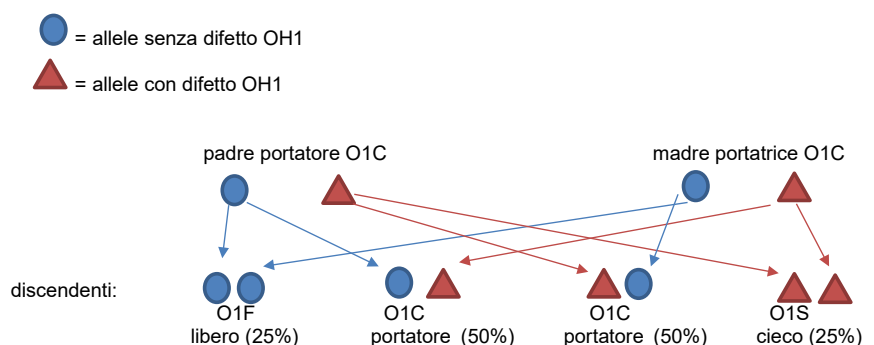 = allele senza difetto OH1
= allele con difetto OH1
padre portatore O1C madre portatrice O1C
discendenti:
O1F O1C O1C O1S
libero (25%) portatore (50%) portatore (50%) cieco (25%)